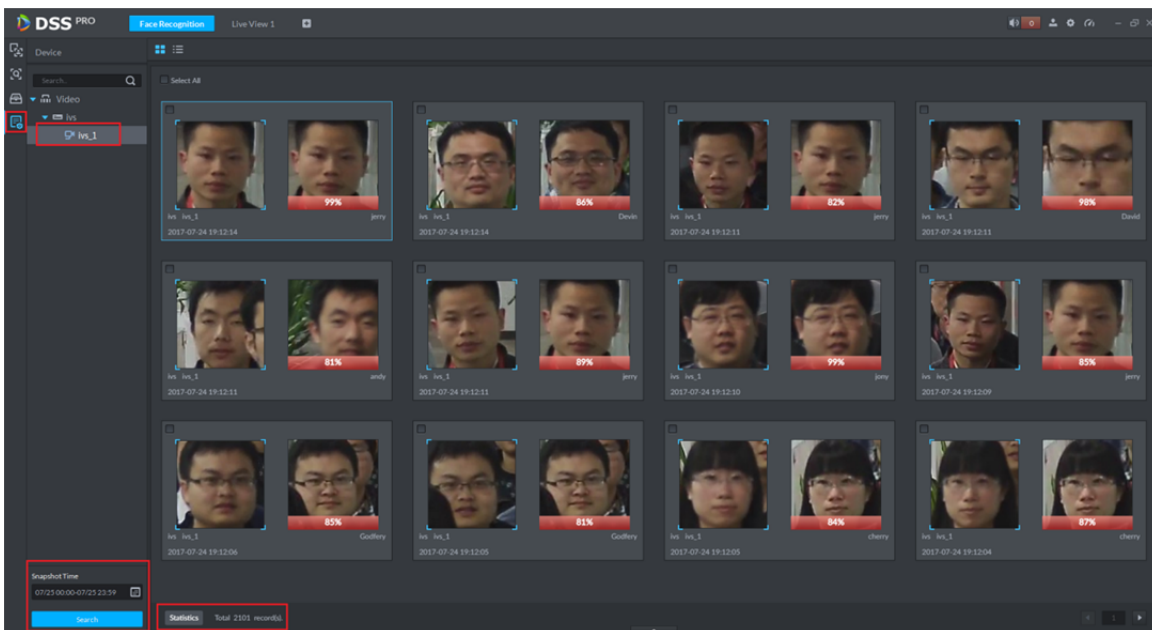 DSS PRO
Face Recognition
Live View 1
0
Device
Search...
Select All
Video
ivs
ivs_1
99%
ivs ivs_1 jerry
2017-07-24 19:12:14
86%
ivs ivs_1 Devin
2017-07-24 19:12:14
82%
ivs ivs_1 jerry
2017-07-24 19:12:11
98%
ivs ivs_1 David
2017-07-24 19:12:11
81%
ivs ivs_1 andy
2017-07-24 19:12:11
89%
ivs ivs_1 jerry
2017-07-24 19:12:11
99%
ivs ivs_1 jony
2017-07-24 19:12:10
85%
ivs ivs_1 jerry
2017-07-24 19:12:09
85%
ivs ivs_1 Godfery
2017-07-24 19:12:06
81%
ivs ivs_1 Godfery
2017-07-24 19:12:05
84%
ivs ivs_1 cherry
2017-07-24 19:12:05
87%
ivs ivs_1 cherry
2017-07-24 19:12:04
Snapshot Time
07/25 00:00-07/25 23:59
Search
Statistics Total 2101 record(s).
1